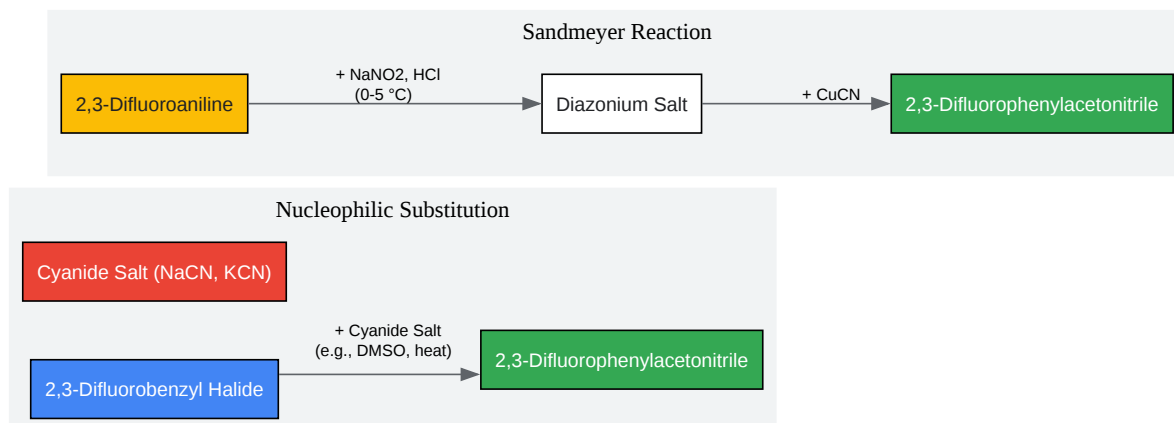 Sandmeyer Reaction
2,3-Difluoroaniline
+ NaNO2, HCl
(0-5 °C)
Diazonium Salt
+ CuCN
2,3-Difluorophenylacetonitrile
Nucleophilic Substitution
Cyanide Salt (NaCN, KCN)
2,3-Difluorobenzyl Halide
+ Cyanide Salt
(e.g., DMSO, heat)
2,3-Difluorophenylacetonitrile